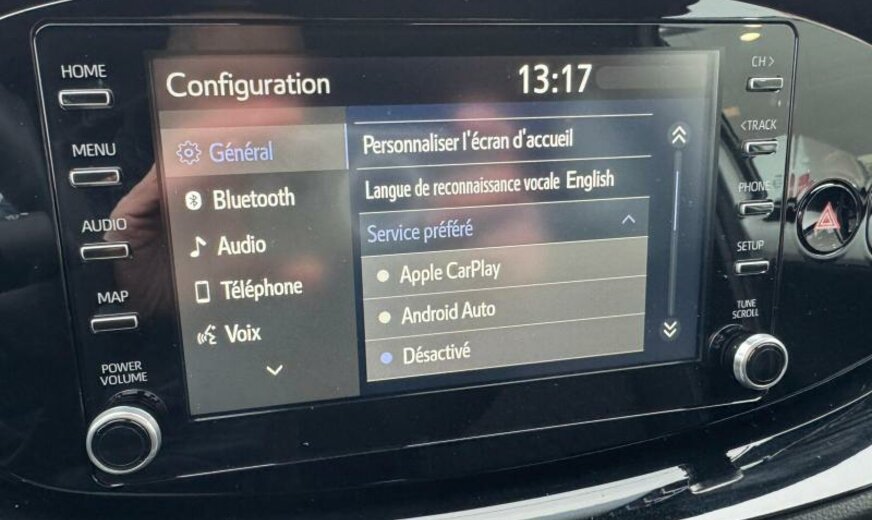 HOME
MENU
AUDIO
MAP
POWER
VOLUME
Configuration
13:17
Général
Bluetooth
Audio
Téléphone
Voix
Personnaliser l'écran d'accueil
Langue de reconnaissance vocale English
Service préféré
Apple CarPlay
Android Auto
Désactivé
CH >
< TRACK
PHONE
SETUP
TUNE
SCROLL